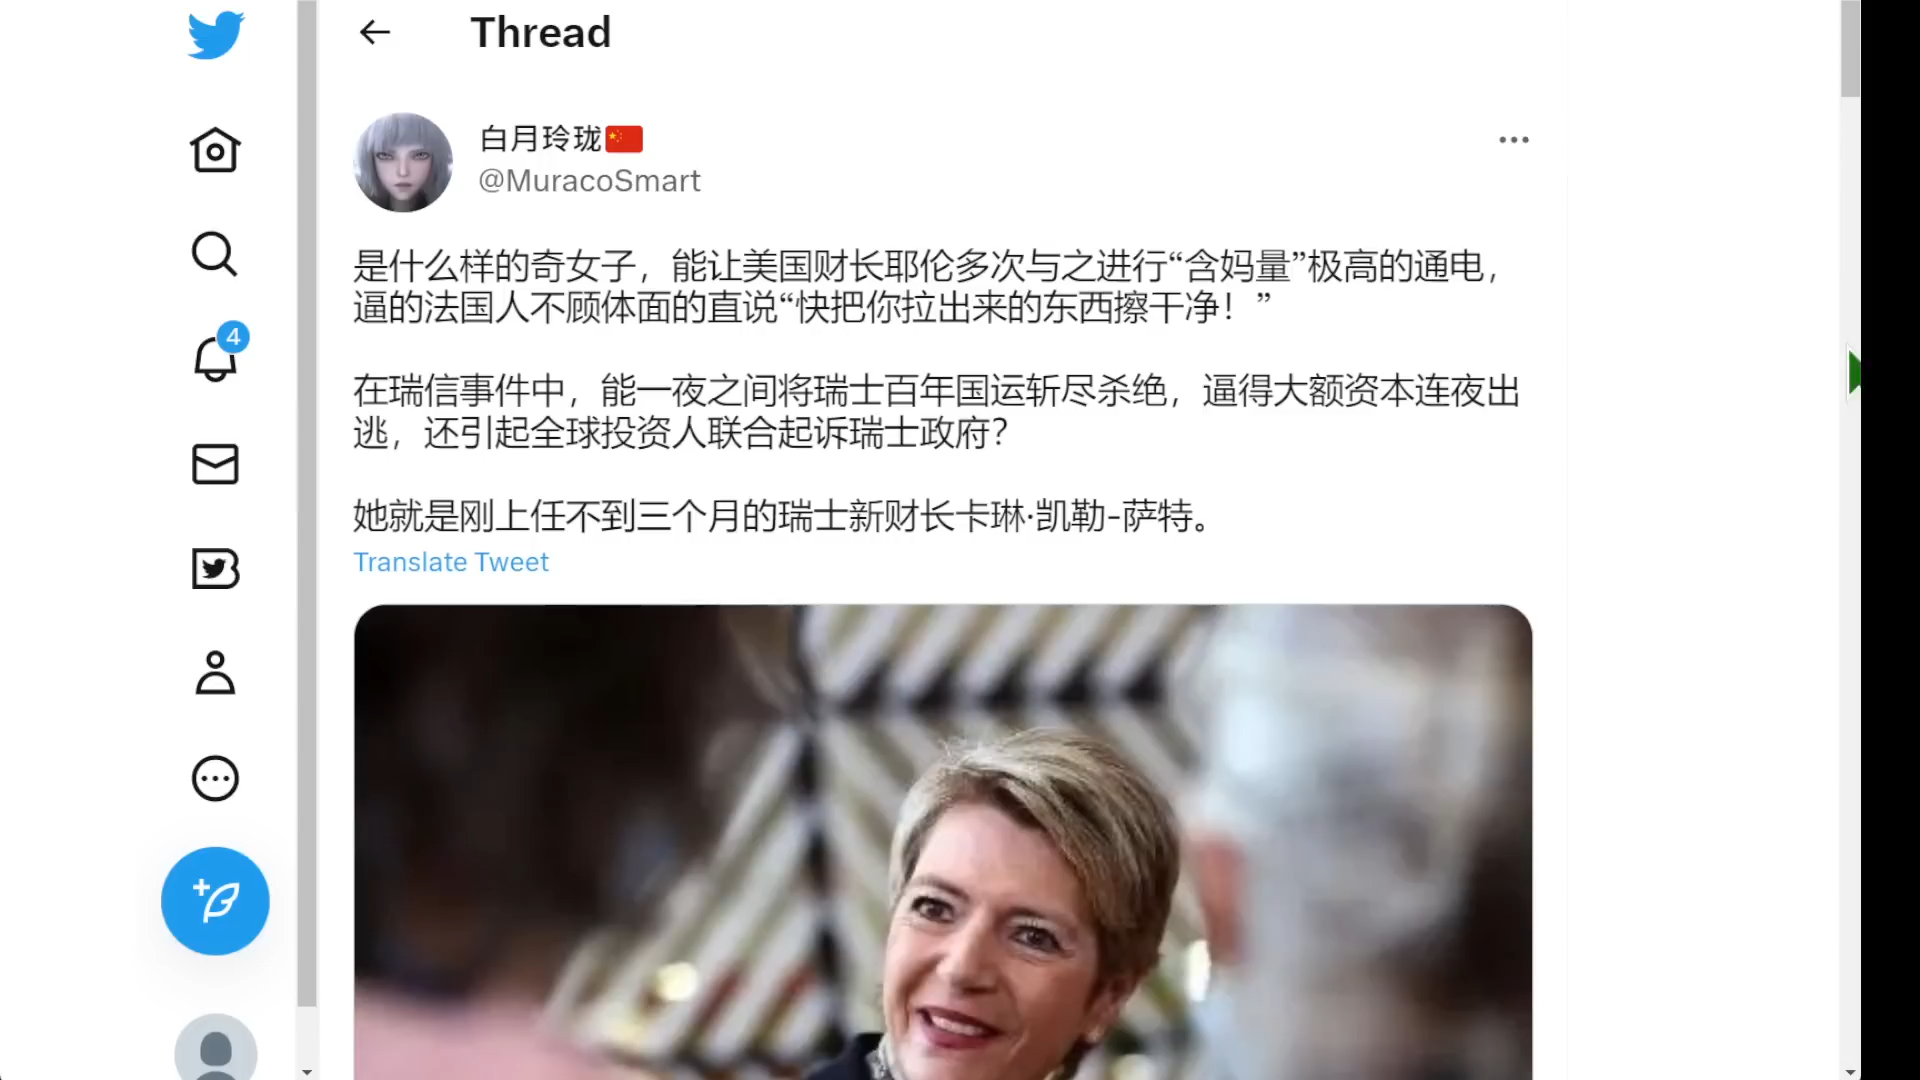 Thread
白月玲珑🇨🇳
@MuracoSmart
是什么样的奇女子，能让美国财长耶伦多次与之进行“含妈量”极高的通电，
逼的法国人不顾体面的直说“快把你拉出来的东西擦干净！”
在瑞信事件中，能一夜之间将瑞士百年国运斩尽杀绝，逼得大额资本连夜出
逃，还引起全球投资人联合起诉瑞士政府？
她就是刚上任不到三个月的瑞士新财长卡琳·凯勒-萨特。
Translate Tweet
4